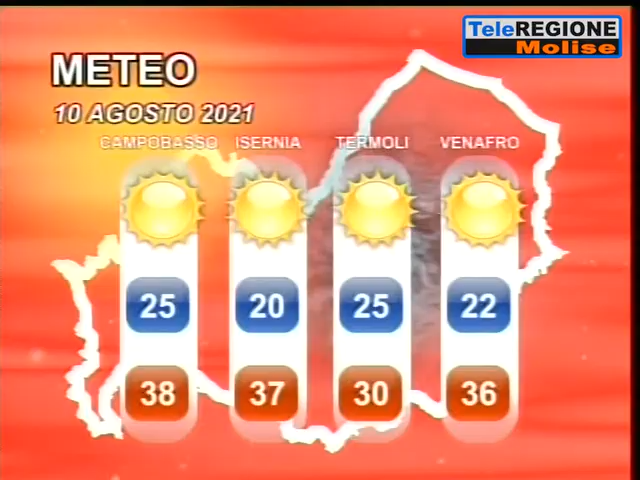 TeleREGIONE
Molise
METEO
10 AGOSTO 2021
CAMPOBASSO ISERNIA TERMOLI VENAFRO
25 20 25 22
38 37 30 36